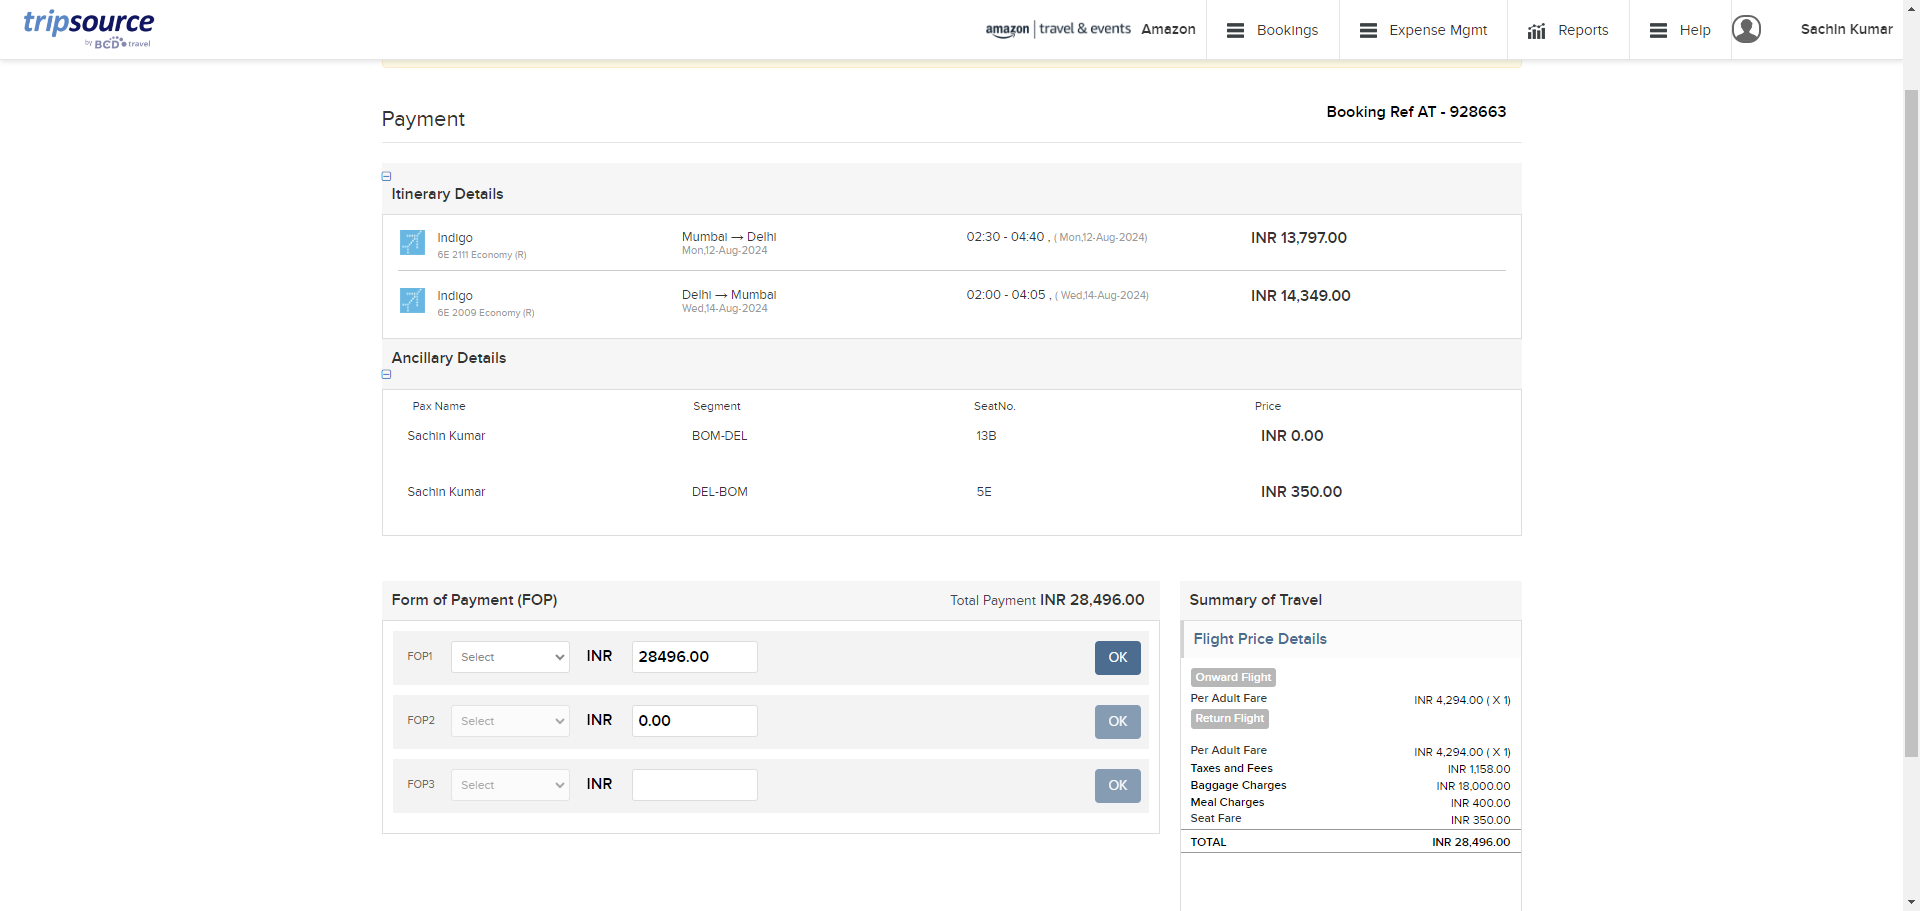 tripsource
by BCD travel
amazon | travel & events Amazon
Bookings
Expense Mgmt
Reports
Help
Sachin Kumar
Payment
Booking Ref AT - 928663
Itinerary Details
Indigo Mumbai → Delhi 02:30 - 04:40 , ( Mon,12-Aug-2024) INR 13,797.00
6E 2111 Economy (R) Mon,12-Aug-2024
Indigo Delhi → Mumbai 02:00 - 04:05 , ( Wed,14-Aug-2024) INR 14,349.00
6E 2009 Economy (R) Wed,14-Aug-2024
Ancillary Details
Pax Name Segment SeatNo. Price
Sachin Kumar BOM-DEL 13B INR 0.00
Sachin Kumar DEL-BOM 5E INR 350.00
Form of Payment (FOP) Total Payment INR 28,496.00
FOP1 Select INR 28496.00 OK
FOP2 Select INR 0.00 OK
FOP3 Select INR OK
Summary of Travel
Flight Price Details
Onward Flight
Per Adult Fare INR 4,294.00 ( X 1)
Return Flight
Per Adult Fare INR 4,294.00 ( X 1)
Taxes and Fees INR 1,158.00
Baggage Charges INR 18,000.00
Meal Charges INR 400.00
Seat Fare INR 350.00
TOTAL INR 28,496.00